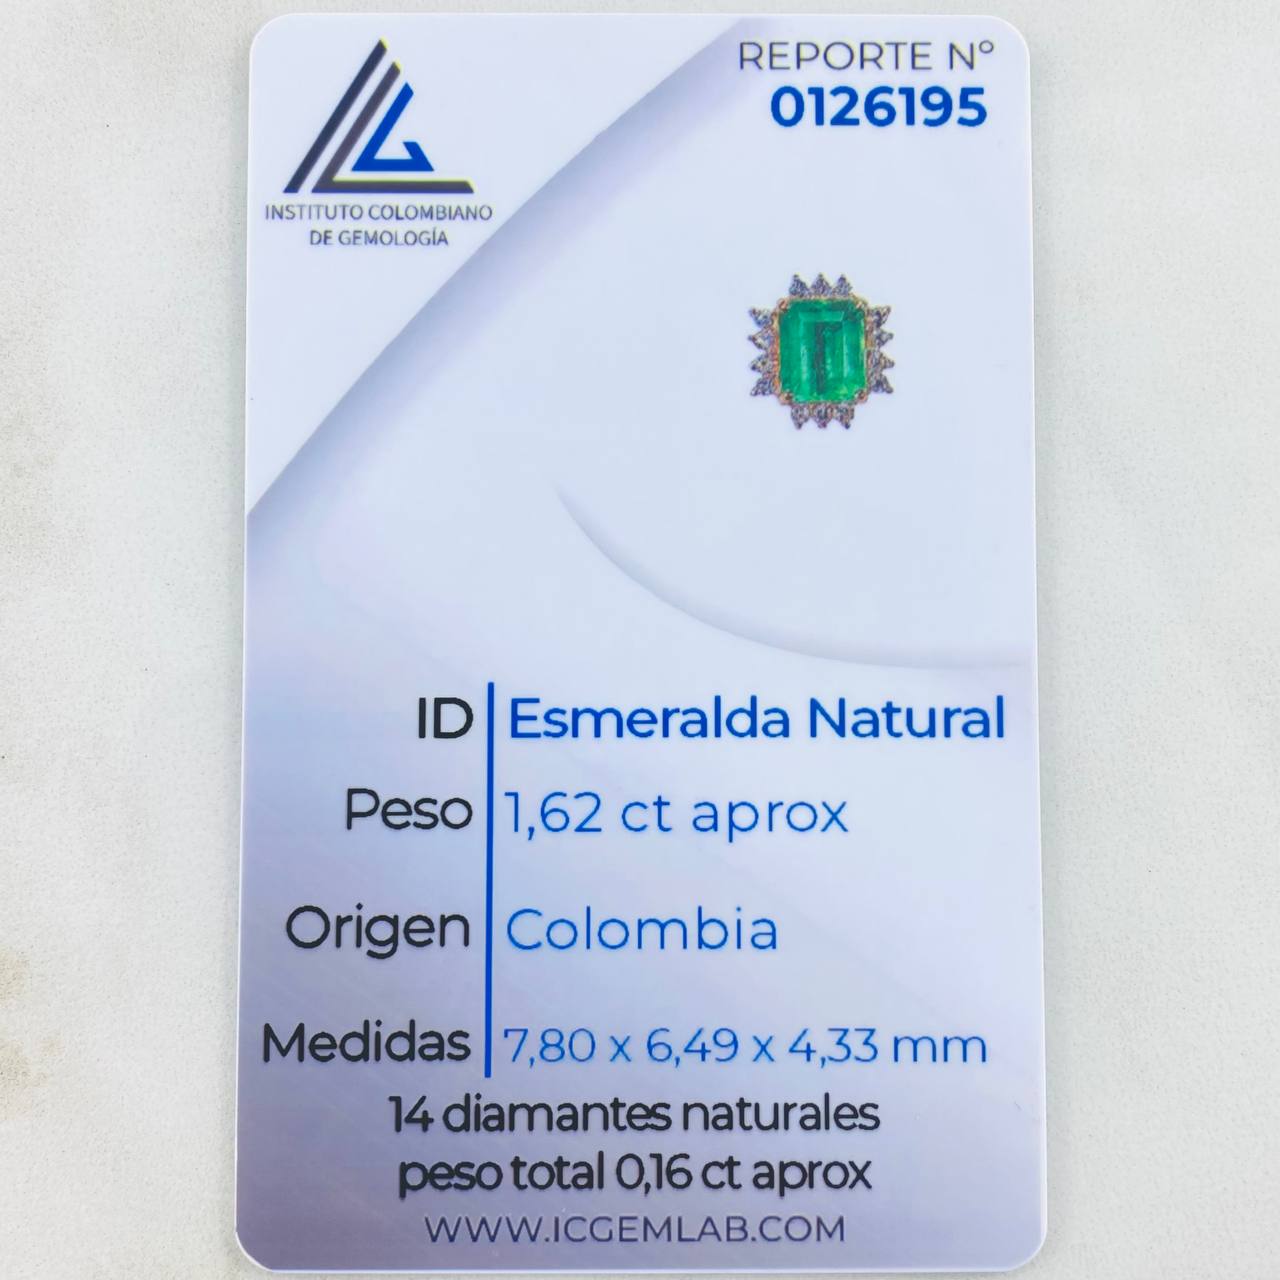 INSTITUTO COLOMBIANO
DE GEMOLOGÍA
REPORTE Nº
0126195
ID Esmeralda Natural
Peso 1,62 ct aprox
Origen Colombia
Medidas 7,80 x 6,49 x 4,33 mm
14 diamantes naturales
peso total 0,16 ct aprox
WWW.ICGEMLAB.COM